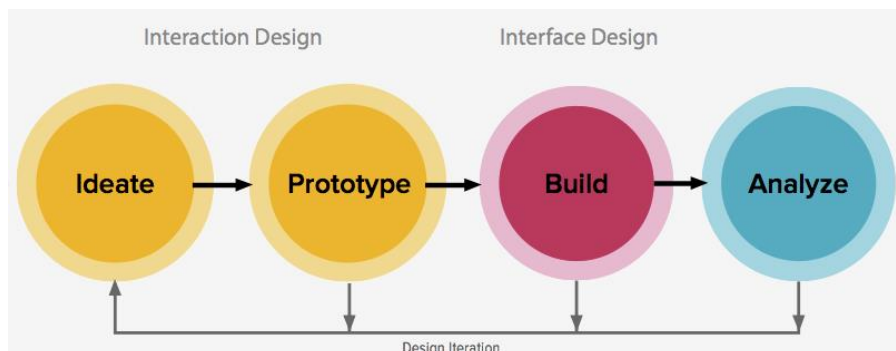 Interaction Design
Interface Design
Ideate
Prototype
Build
Analyze
Design Iteration